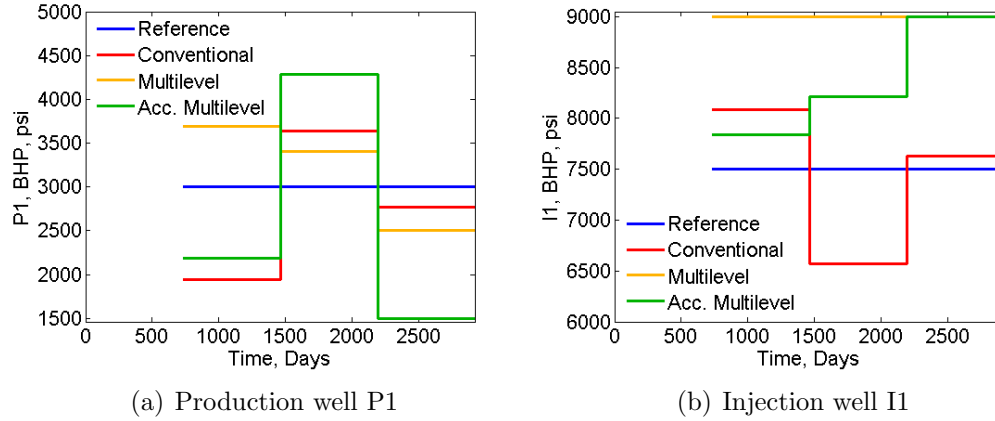 5000
4500
4000
3500
3000
2500
2000
1500
P1, BHP, psi
Reference
Conventional
Multilevel
Acc. Multilevel
0 500 1000 1500 2000 2500
Time, Days
(a) Production well P1
9000
8500
8000
7500
7000
6500
6000
I1, BHP, psi
Reference
Conventional
Multilevel
Acc. Multilevel
0 500 1000 1500 2000 2500
Time, Days
(b) Injection well I1